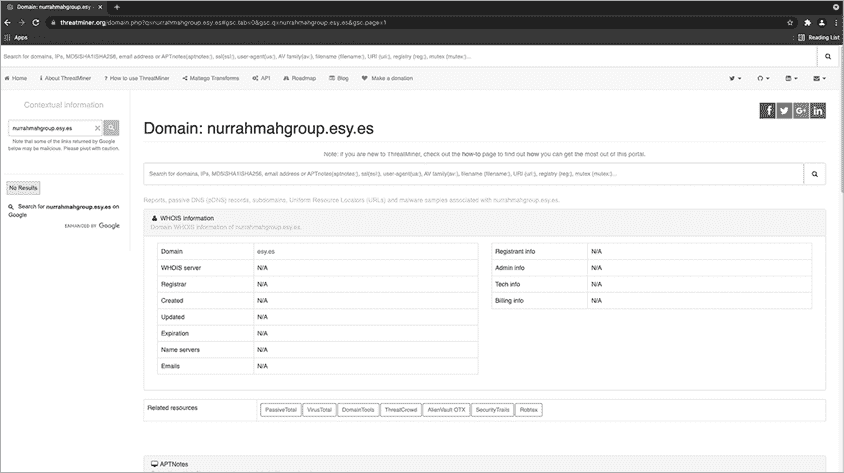 Domain: nurrahmahgroup.esy.es
threatminer.org/domain.php?q=nurrahmahgroup.esy.es#gsc.tab=0&gsc.q=nurrahmahgroup.esy.es&gsc.page=1
Apps
Reading List
Search for domains, IPs, MD5|SHA1|SHA256, email address or APTnotes(aptnotes:), ssl(ssl:), user-agent(ua:), AV family(av:), filename (filename:), URI (uri:), registry (reg:), mutex (mutex:)...
Home
About ThreatMiner
How to use ThreatMiner
Maltego Transforms
API
Roadmap
Blog
Make a donation
Contextual information
nurrahmahgroup.esy.es
Note that some of the links returned by Google
below may be malicious. Please proceed with caution.
No Results
Search for nurrahmahgroup.esy.es on
Google
ENHANCED BY Google
Domain: nurrahmahgroup.esy.es
Note: if you are new to ThreatMiner, check out the how-to page to find out how you can get the most out of this portal.
Search for domains, IPs, MD5|SHA1|SHA256, email address or APTnotes(aptnotes:), ssl(ssl:), user-agent(ua:), AV family(av:), filename (filename:), URI (uri:), registry (reg:), mutex (mutex:)...
Reports, passive DNS (pDNS) records, subdomains, Uniform Resource Locators (URLs) and malware samples associated with nurrahmahgroup.esy.es.
WHOIS information
Domain WHOIS information of nurrahmahgroup.esy.es.
Domain esy.es
WHOIS server N/A
Registrar N/A
Created N/A
Updated N/A
Expiration N/A
Name servers N/A
Emails N/A
Registrant info N/A
Admin info N/A
Tech info N/A
Billing info N/A
Related resources PassiveTotal VirusTotal DomainTools ThreatCrowd AlienVault OTX SecurityTrails Robtex
APTNotes